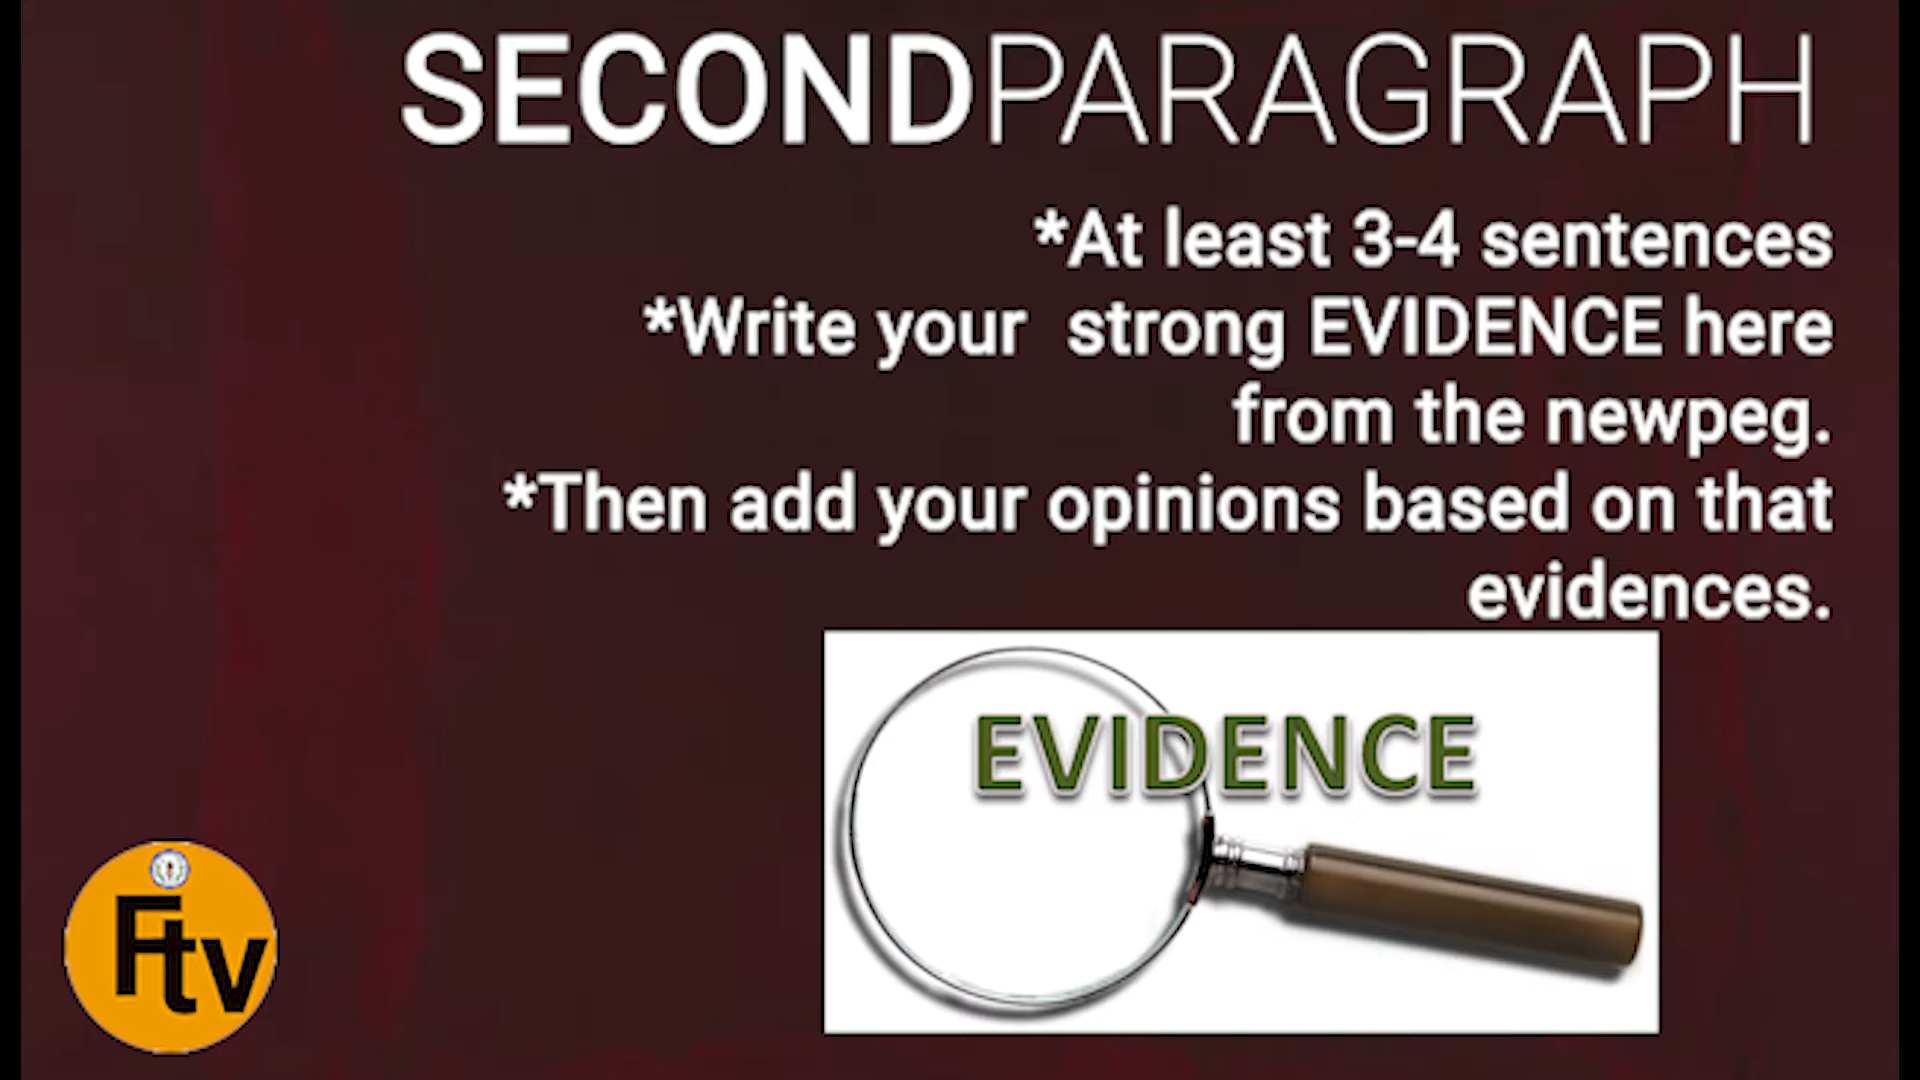 SECONDPARAGRAPH
*At least 3-4 sentences
*Write your  strong EVIDENCE here
from the newpeg.
*Then add your opinions based on that
evidences.
EVIDENCE
Ftv